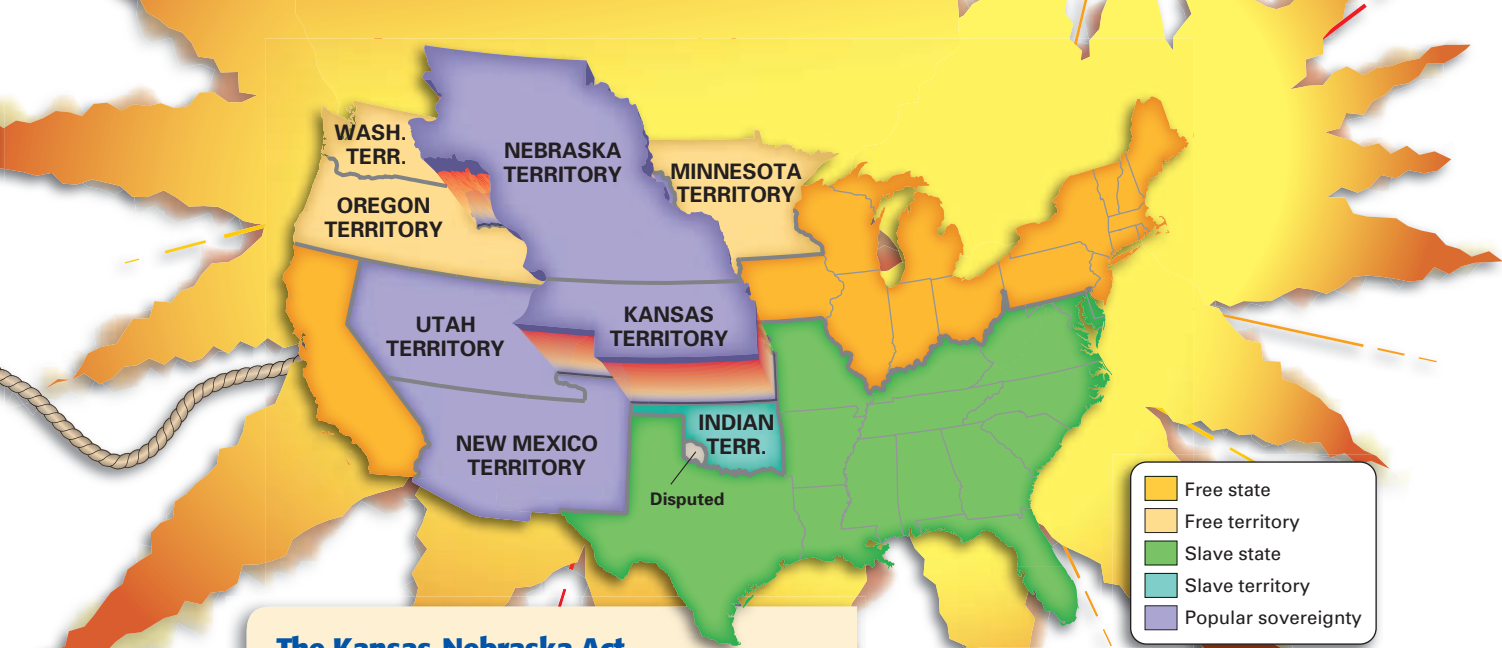 WASH.
TERR.
OREGON
TERRITORY
NEBRASKA
TERRITORY
MINNESOTA
TERRITORY
UTAH
TERRITORY
KANSAS
TERRITORY
NEW MEXICO
TERRITORY
INDIAN
TERR.
Disputed
Free state
Free territory
Slave state
Slave territory
Popular sovereignty
The Kansas-Nebraska Act